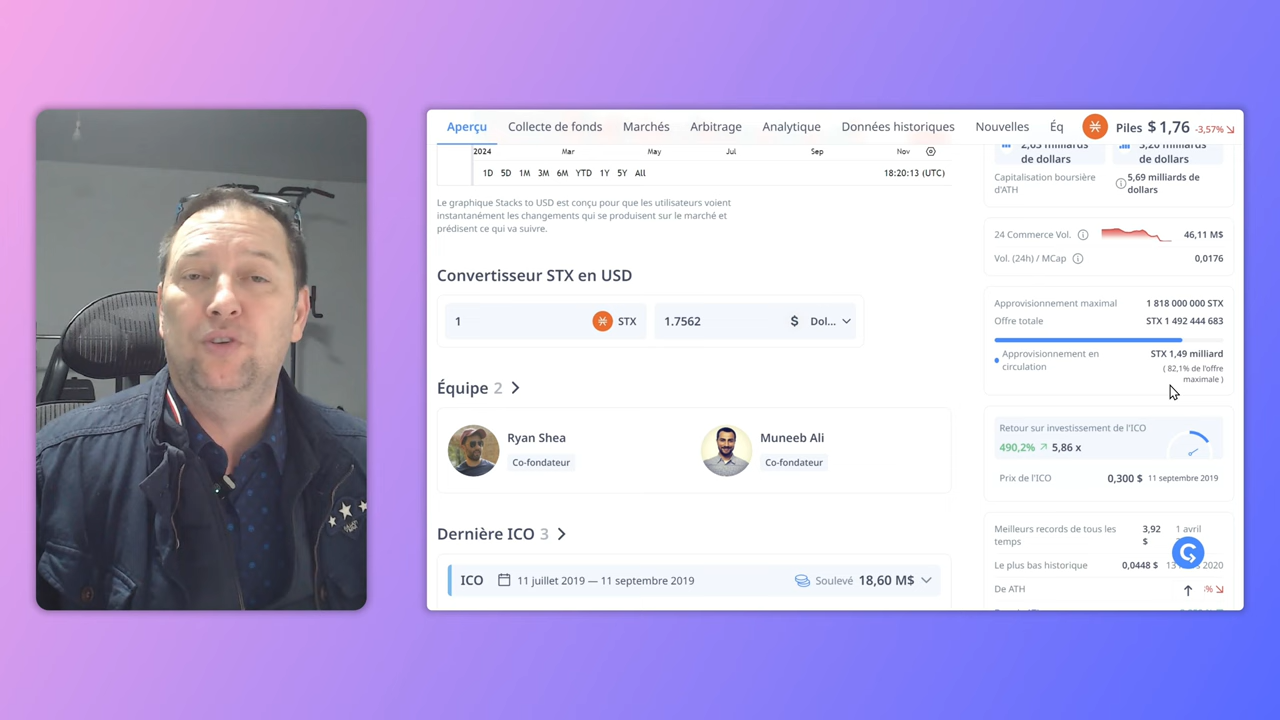 Aperçu Collecte de fonds Marchés Arbitrage Analytique Données historiques Nouvelles Éq Piles $ 1,76 -3,57%
2024 Mar May Jul Sep Nov
1D 5D 1M 3M 6M YTD 1Y 5Y All 18:20:13 (UTC)
Le graphique Stacks to USD est conçu pour que les utilisateurs voient
instantanément les changements qui se produisent sur le marché et
prédisent ce qui va suivre.
Convertisseur STX en USD
1 STX 1.7562 $ Dol...
Équipe 2
Ryan Shea
Co-fondateur
Muneeb Ali
Co-fondateur
Dernière ICO 3
ICO 11 juillet 2019 — 11 septembre 2019 Soulevé 18,60 M$
de dollars
de dollars
Capitalisation boursière
d'ATH
5,69 milliards de
dollars
24 Commerce Vol. 46,11 M$
Vol. (24h) / MCap 0,0176
Approvisionnement maximal 1 818 000 000 STX
Offre totale STX 1 492 444 683
Approvisionnement en
circulation
STX 1,49 milliard
( 82,1% de l'offre
maximale )
Retour sur investissement de l'ICO
490,2% 5,86 x
Prix de l'ICO 0,300 $ 11 septembre 2019
Meilleurs records de tous les
temps
3,92
$
1 avril
Le plus bas historique 0,0448 $ 2020
De ATH